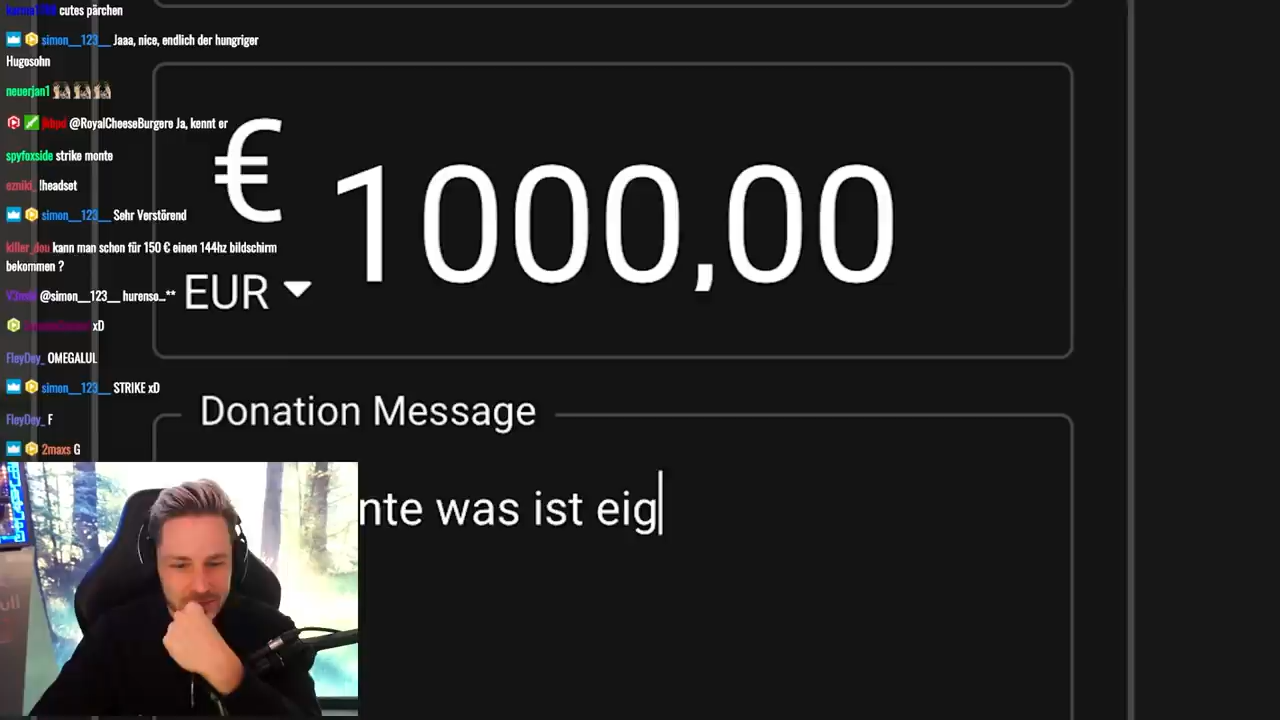 cutes pärchen
simon__123__ Jaaa, nice, endlich der hungriger
Hugosohn
neuerjan1
@RoyalCheeseBurgere Ja, kennt er
spyfoxside strike monte
ezniki_ !headset
simon__123__ Sehr Verstörend
killer_dou kann man schon für 150 € einen 144hz bildschirm
bekommen ?
@simon__123__ hurenso...**
xD
FleyDey_ OMEGALUL
simon__123__ STRIKE xD
FleyDey_ F
2maxs G
€ 1000,00
EUR
Donation Message
nte was ist eig